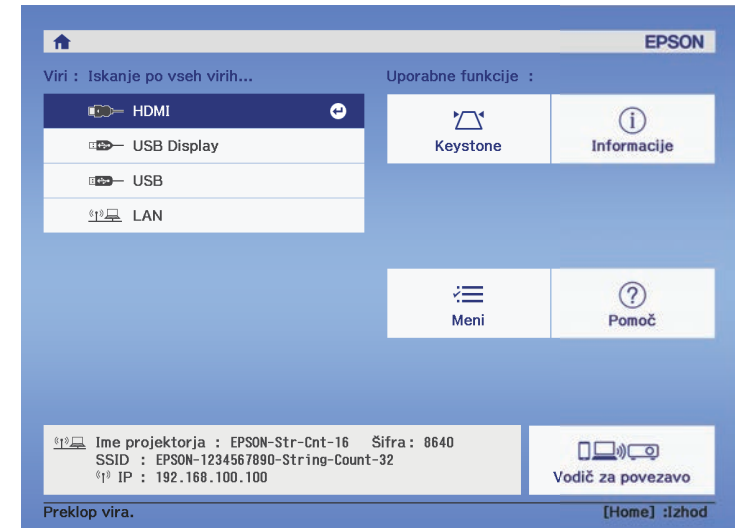 EPSON
Viri : Iskanje po vseh virih...
HDMI
USB Display
USB
LAN
Uporabne funkcije :
Keystone
Informacije
Meni
Pomoč
Ime projektorja : EPSON-Str-Cnt-16 Šifra: 8640
SSID : EPSON-1234567890-String-Count-32
IP : 192.168.100.100
Vodič za povezavo
Preklop vira.
[Home] :Izhod